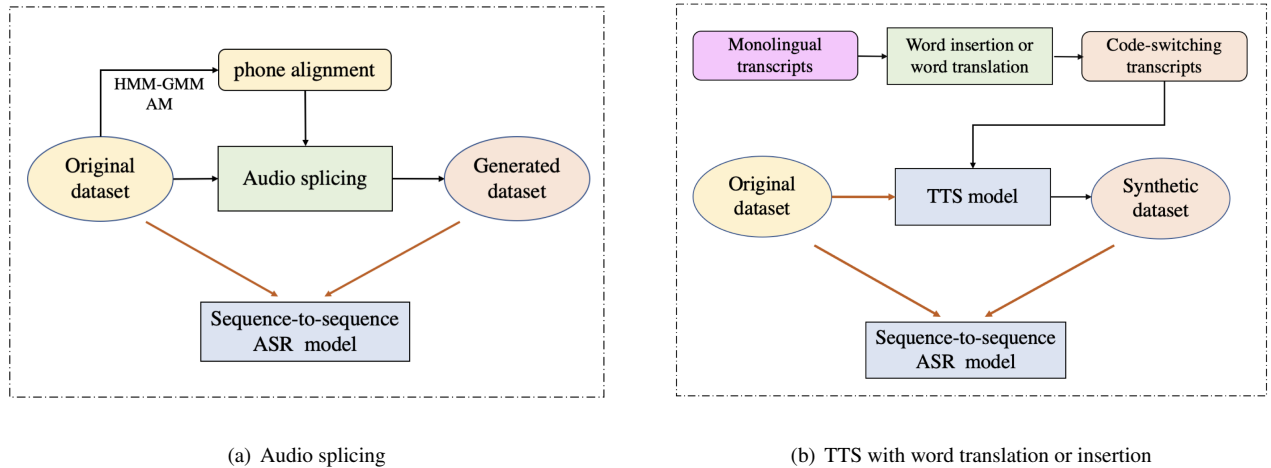 phone alignment
HMM-GMM
AM
Original
dataset
Audio splicing
Generated
dataset
Sequence-to-sequence
ASR model
(a) Audio splicing
Monolingual
transcripts
Word insertion or
word translation
Code-switching
transcripts
Original
dataset
TTS model
Synthetic
dataset
Sequence-to-sequence
ASR model
(b) TTS with word translation or insertion